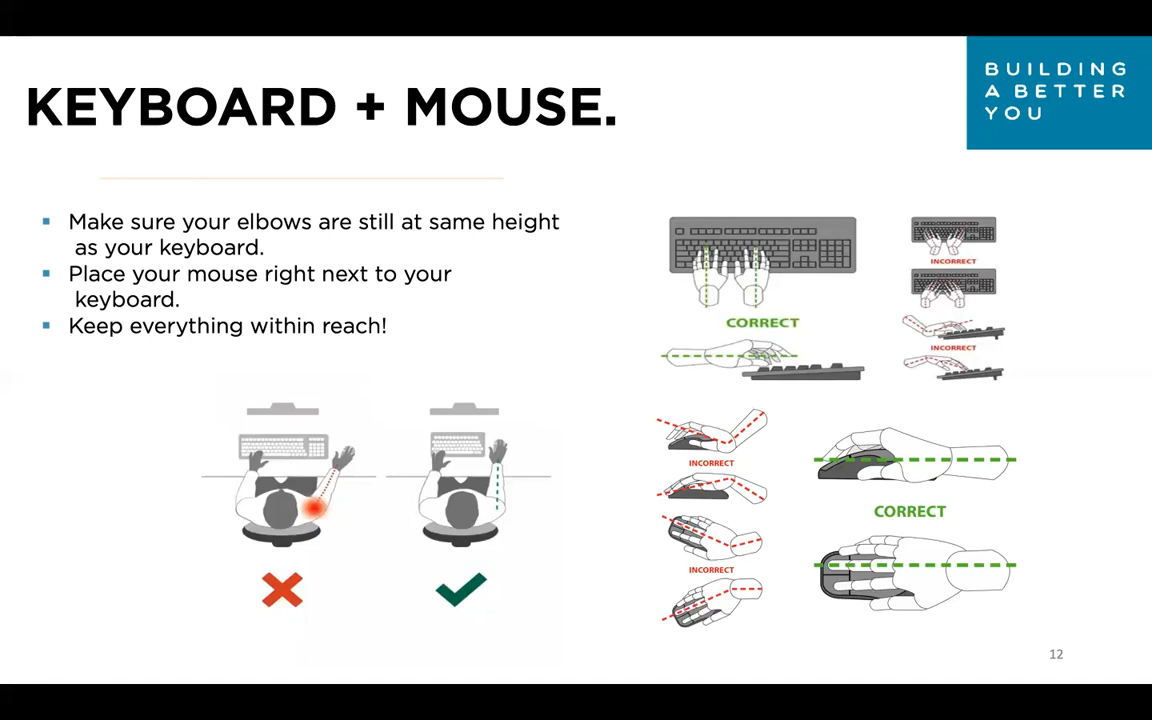 BUILDING
A BETTER
YOU
KEYBOARD + MOUSE.
▪ Make sure your elbows are still at same height
as your keyboard.
▪ Place your mouse right next to your
keyboard.
▪ Keep everything within reach!
CORRECT
INCORRECT
INCORRECT
INCORRECT
CORRECT
INCORRECT
12